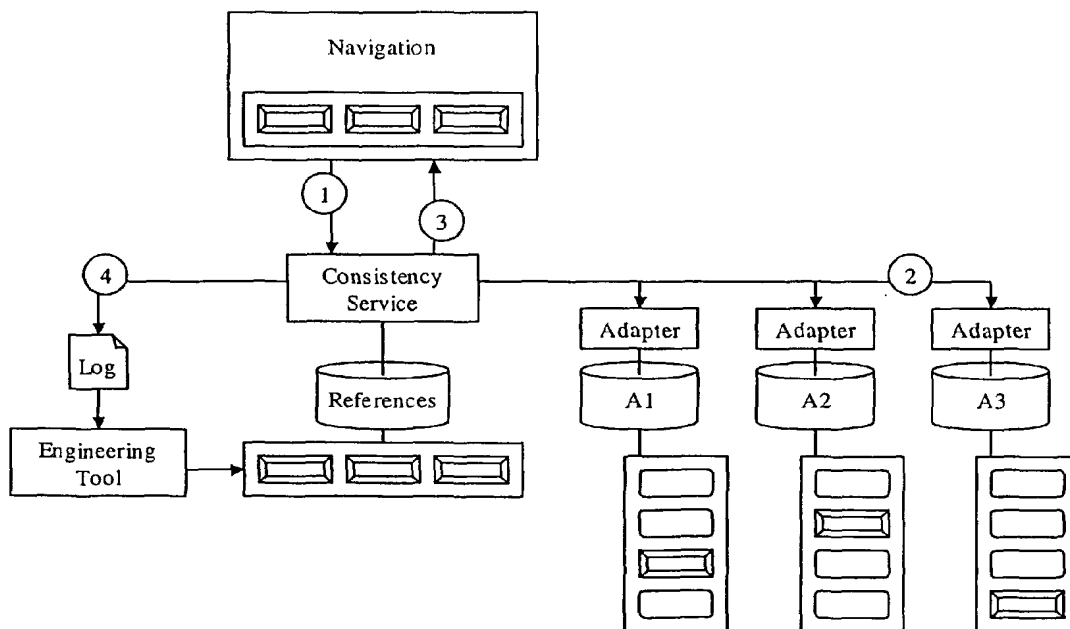 Navigation
1
3
4
Consistency
Service
2
Adapter
Adapter
Adapter
Log
References
A1
A2
A3
Engineering
Tool